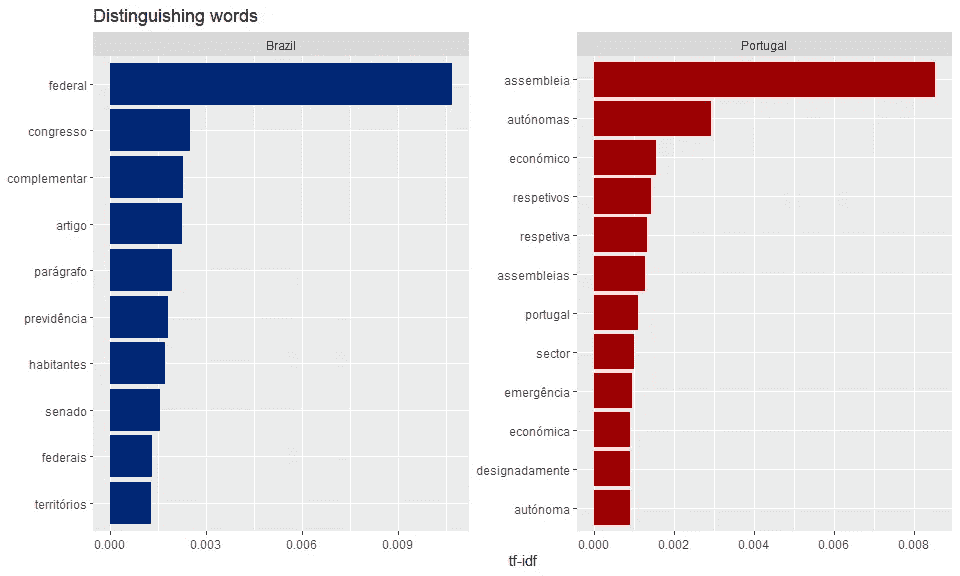 Distinguishing words
Brazil
federal
congresso
complementar
artigo
parágrafo
previdência
habitantes
senado
federais
territórios
0.000 0.003 0.006 0.009
Portugal
assembleia
autónomas
económico
respetivos
respetiva
assembleias
portugal
sector
emergência
económica
designadamente
autónoma
0.000 0.002 0.004 0.006 0.008
tf-idf